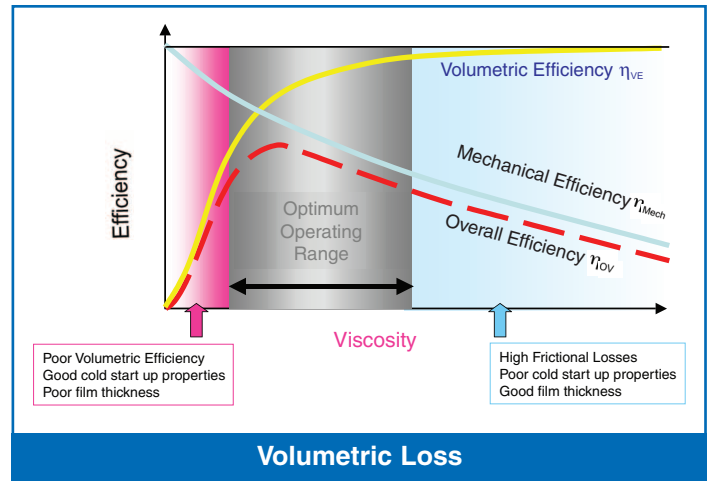 Volumetric Efficiency ηVE
Mechanical Efficiency ηMech
Overall Efficiency ηOV
Efficiency
Optimum
Operating
Range
Viscosity
Poor Volumetric Efficiency
Good cold start up properties
Poor film thickness
High Frictional Losses
Poor cold start up properties
Good film thickness
Volumetric Loss